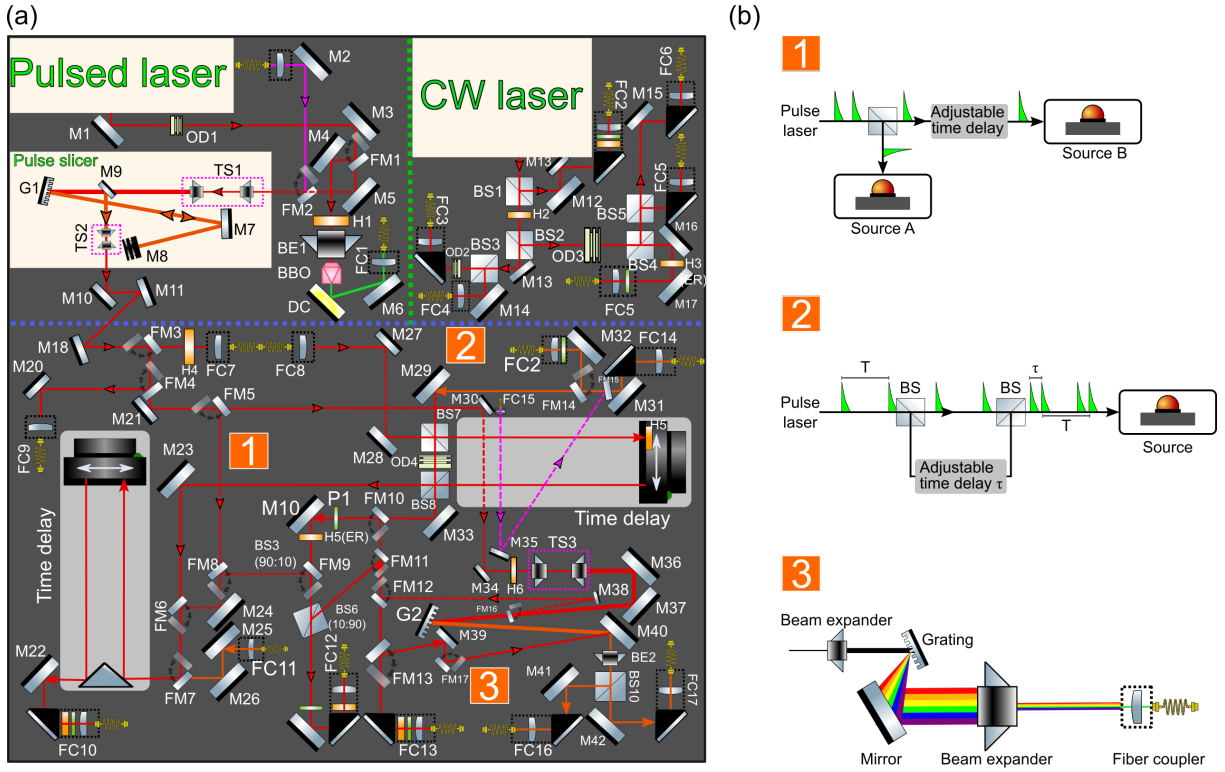 (a)
Pulsed laser
M2
M1
OD1
M3
M4
FM1
M5
FM2
Pulse slicer
G1
M9
TS1
M7
TS2
M8
M10
M11
H1
BE1
BBO
DC
FC1
M6
CW laser
FC2
M15
FC6
M13
BS1
M12
H2
BS5
FC5
FC3
BS2
OD3
BS4
M16
H3
(ER)
M17
OD2
BS3
M13
FC4
M14
FC5
M18
FM3
H4
FC7
FC8
M27
M20
FM4
M21
FM5
FC9
1
M23
Time delay
FM8
BS3
(90:10)
FM6
M24
M25
FC11
M22
FM7
M26
FC10
2
M29
M30
FC15
BS7
M28
OD4
BS8
FC2
M32
FC14
FM15
FM14
M31
H5
Time delay
M10
P1
FM10
H5(ER)
M33
FM9
FM11
FM12
BS6
(10:90)
FC12
M35
TS3
M34
H6
M36
M38
FM16
M37
G2
M39
M40
FM17
FM13
3
BE2
M41
BS10
FC17
FC13
FC16
M42
(b)
1
Pulse
laser
Adjustable
time delay
Source B
Source A
2
T
BS
BS
τ
T
Pulse
laser
Adjustable
time delay τ
Source
3
Beam expander
Grating
Mirror
Beam expander
Fiber coupler